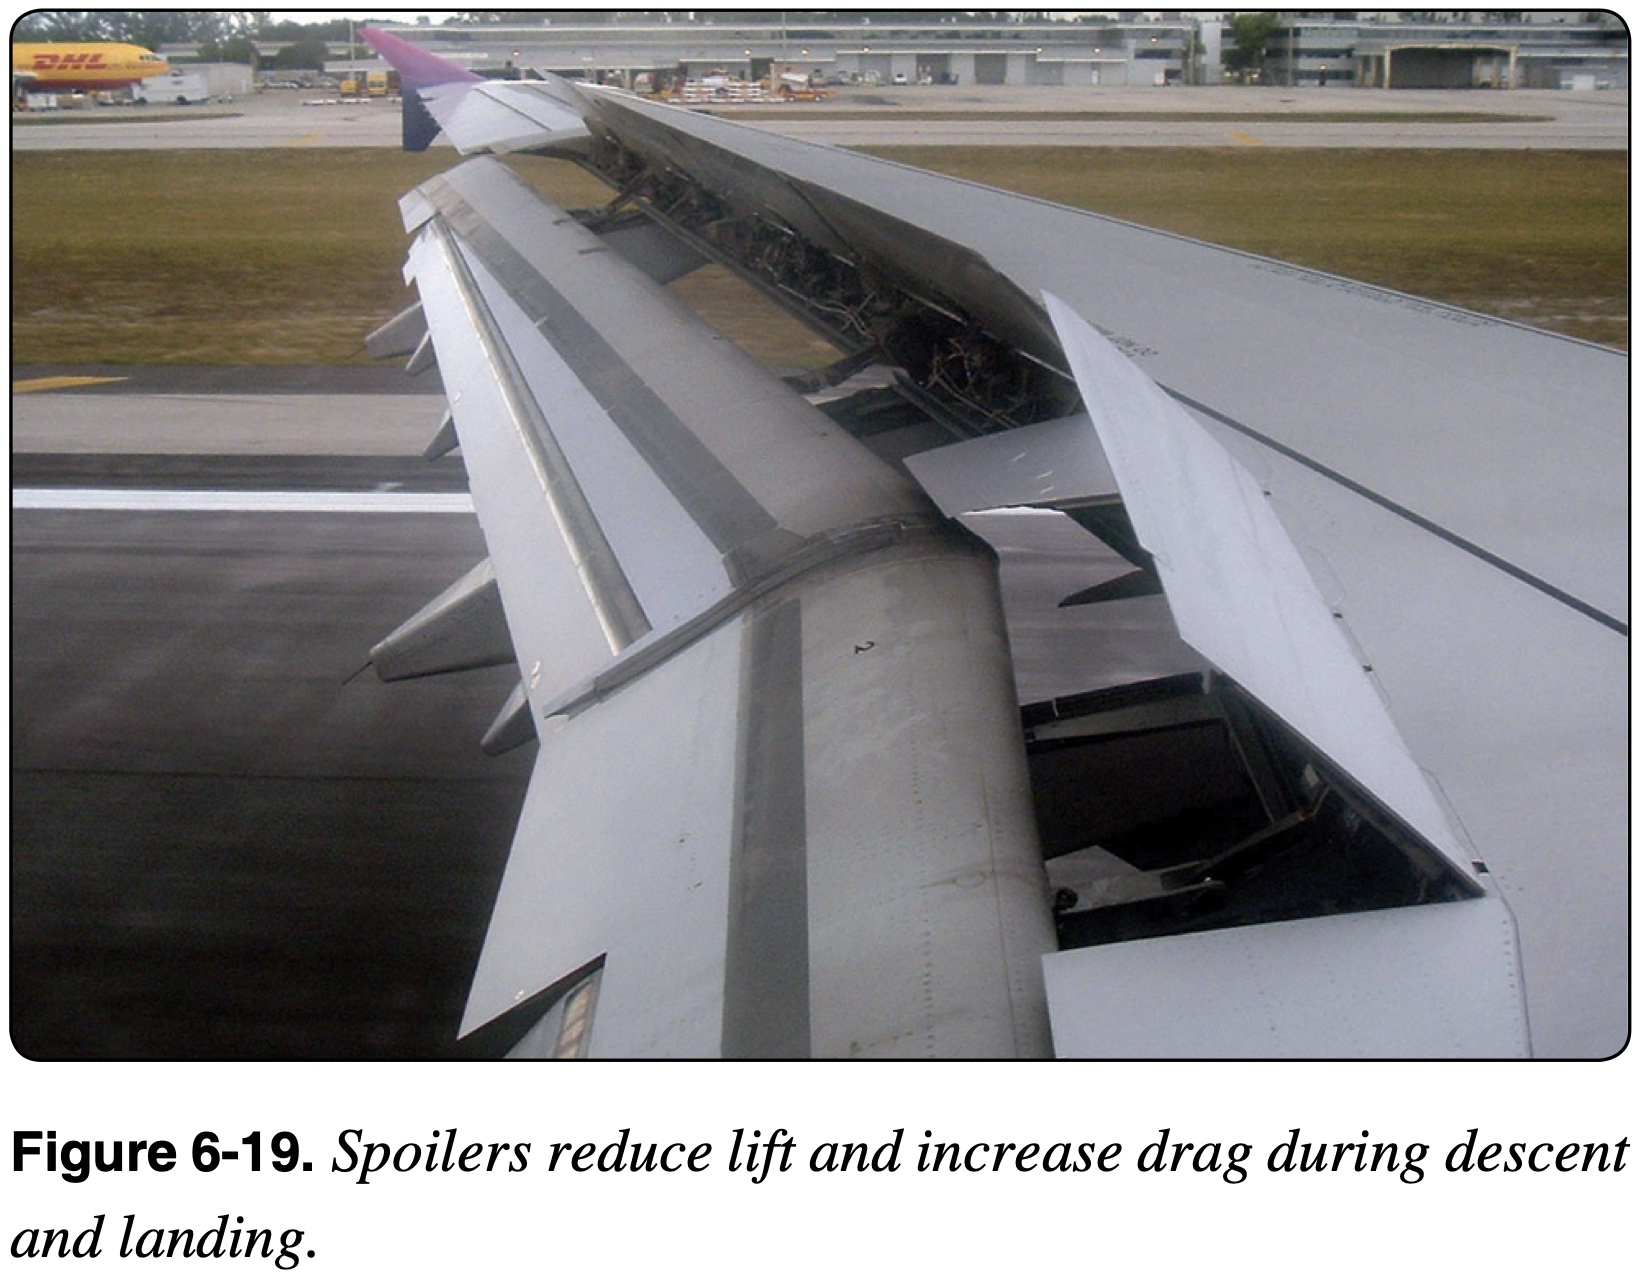 DHL
2
Figure 6-19. Spoilers reduce lift and increase drag during descent
and landing.